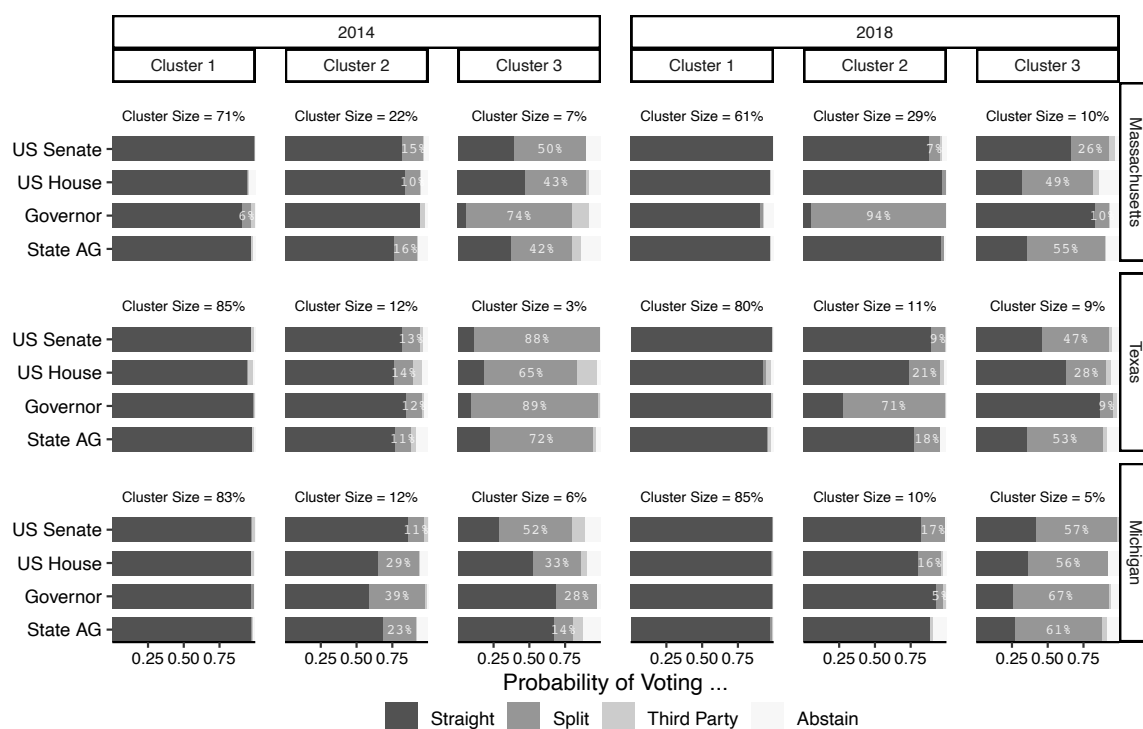 2014 2018
Cluster 1 Cluster 2 Cluster 3 Cluster 1 Cluster 2 Cluster 3
Massachusetts
Cluster Size = 71% Cluster Size = 22% Cluster Size = 7% Cluster Size = 61% Cluster Size = 29% Cluster Size = 10%
US Senate 15% 50% 7% 26%
US House 10% 43% 49%
Governor 6% 74% 94% 10%
State AG 16% 42% 55%
Texas
Cluster Size = 85% Cluster Size = 12% Cluster Size = 3% Cluster Size = 80% Cluster Size = 11% Cluster Size = 9%
US Senate 13% 88% 9% 47%
US House 14% 65% 21% 28%
Governor 12% 89% 71% 9%
State AG 11% 72% 18% 53%
Michigan
Cluster Size = 83% Cluster Size = 12% Cluster Size = 6% Cluster Size = 85% Cluster Size = 10% Cluster Size = 5%
US Senate 11% 52% 17% 57%
US House 29% 33% 16% 56%
Governor 39% 28% 5% 67%
State AG 23% 14% 61%
0.25 0.50 0.75 0.25 0.50 0.75 0.25 0.50 0.75 0.25 0.50 0.75 0.25 0.50 0.75 0.25 0.50 0.75
Probability of Voting ...
Straight Split Third Party Abstain